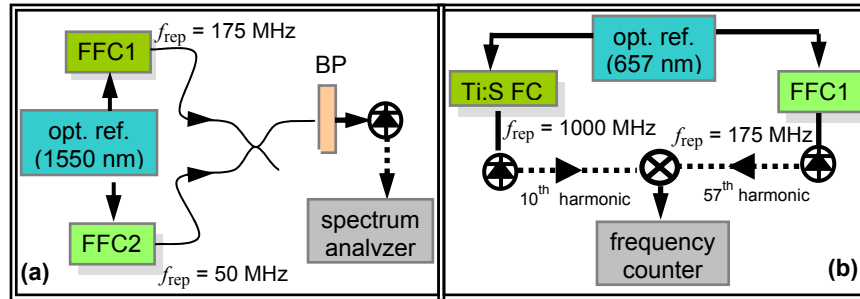 FFC1
f_rep = 175 MHz
BP
opt. ref.
(1550 nm)
FFC2
f_rep = 50 MHz
spectrum
analyzer
(a)
opt. ref.
(657 nm)
Ti:S FC
FFC1
f_rep = 1000 MHz
f_rep = 175 MHz
10th harmonic
57th harmonic
frequency
counter
(b)